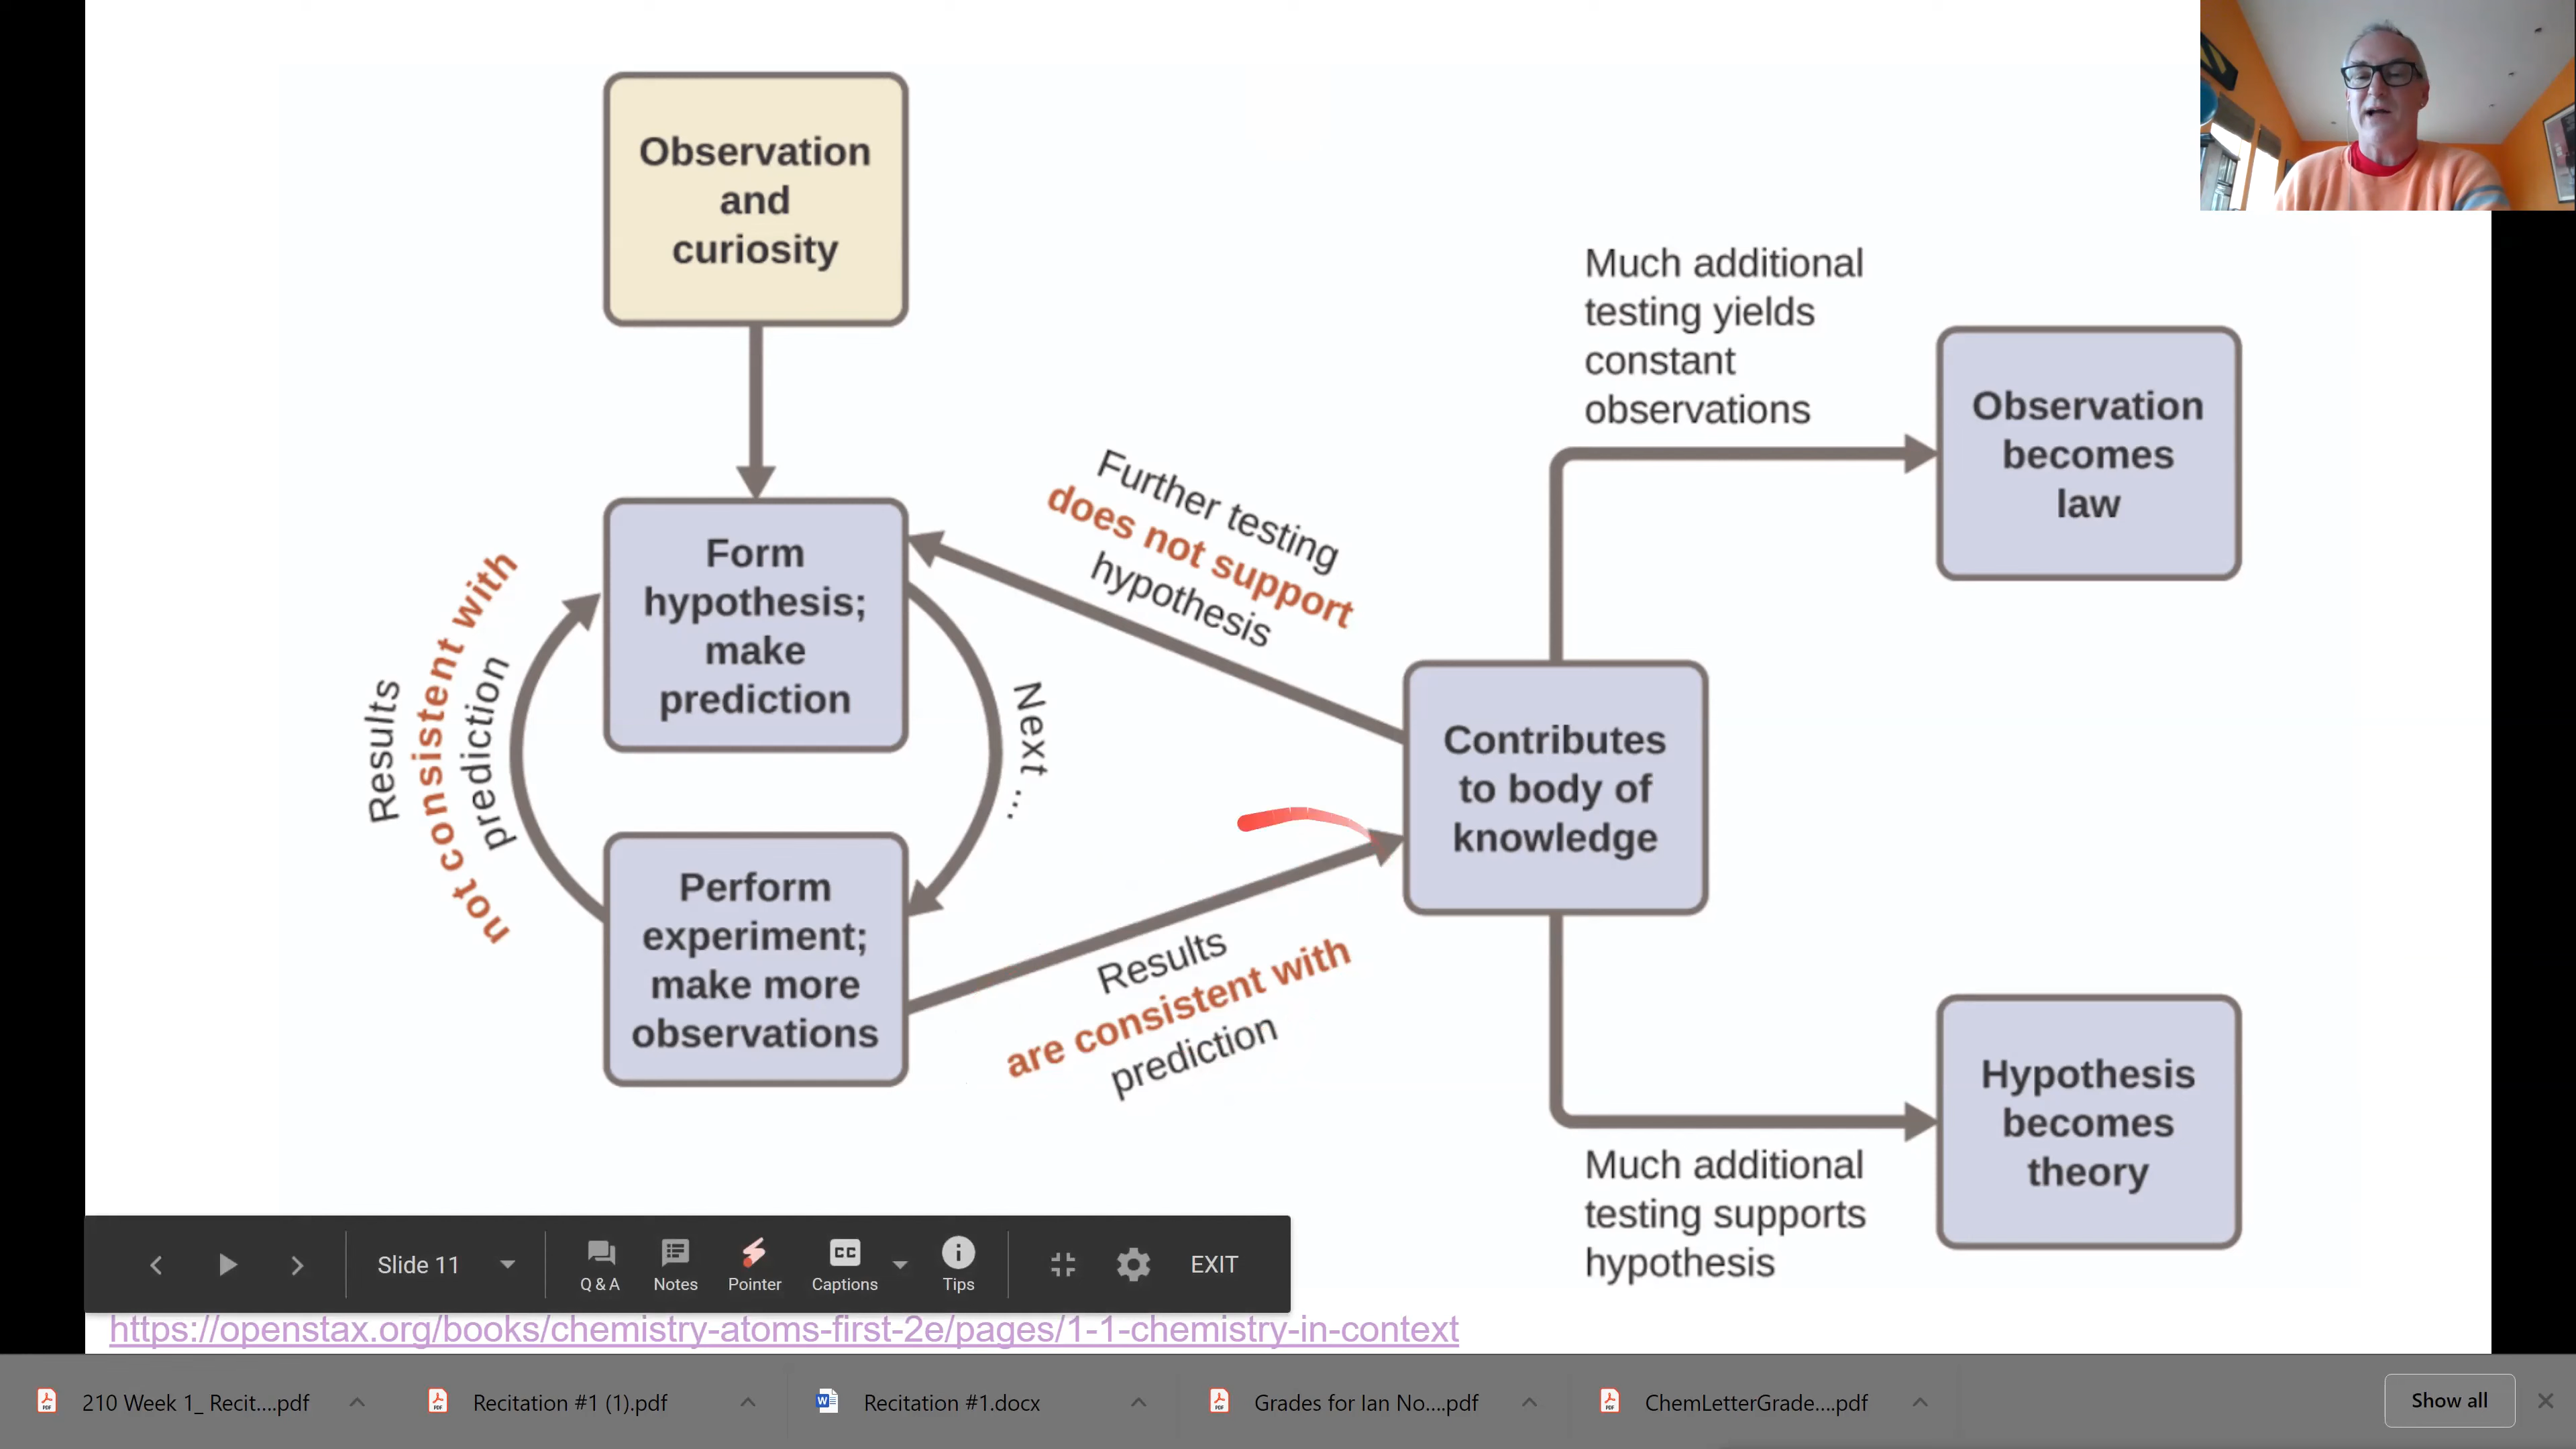 Observation
and
curiosity
Form
hypothesis;
make
prediction
Results
not consistent with
prediction
Next ...
Perform
experiment;
make more
observations
Further testing
does not support
hypothesis
Results
are consistent with
prediction
Contributes
to body of
knowledge
Much additional
testing yields
constant
observations
Observation
becomes
law
Much additional
testing supports
hypothesis
Hypothesis
becomes
theory
Slide 11
Q & A
Notes
Pointer
CC
Captions
Tips
EXIT
https://openstax.org/books/chemistry-atoms-first-2e/pages/1-1-chemistry-in-context
210 Week 1_ Recit....pdf
Recitation #1 (1).pdf
Recitation #1.docx
Grades for Ian No....pdf
ChemLetterGrade....pdf
Show all